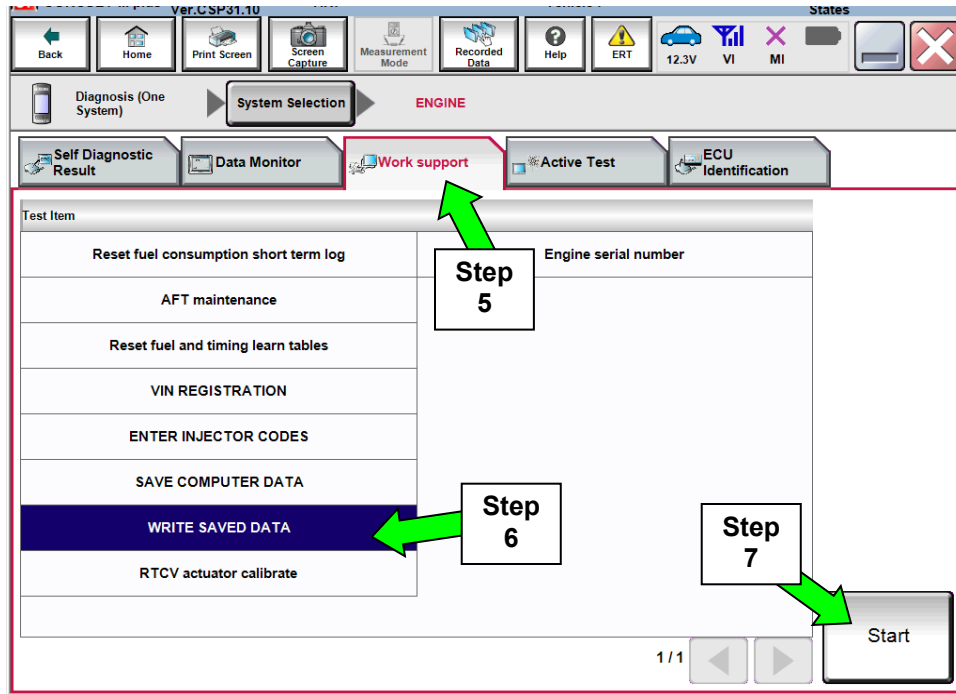 Ver.CSP31.10
States
Back
Home
Print Screen
Screen
Capture
Measurement
Mode
Recorded
Data
Help
ERT
12.3V
VI
MI
Diagnosis (One
System)
System Selection
ENGINE
Self Diagnostic
Result
Data Monitor
Work support
Active Test
ECU
Identification
Test Item
Reset fuel consumption short term log
Engine serial number
Step
5
AFT maintenance
Reset fuel and timing learn tables
VIN REGISTRATION
ENTER INJECTOR CODES
SAVE COMPUTER DATA
WRITE SAVED DATA
Step
6
Step
7
RTCV actuator calibrate
Start
1/1